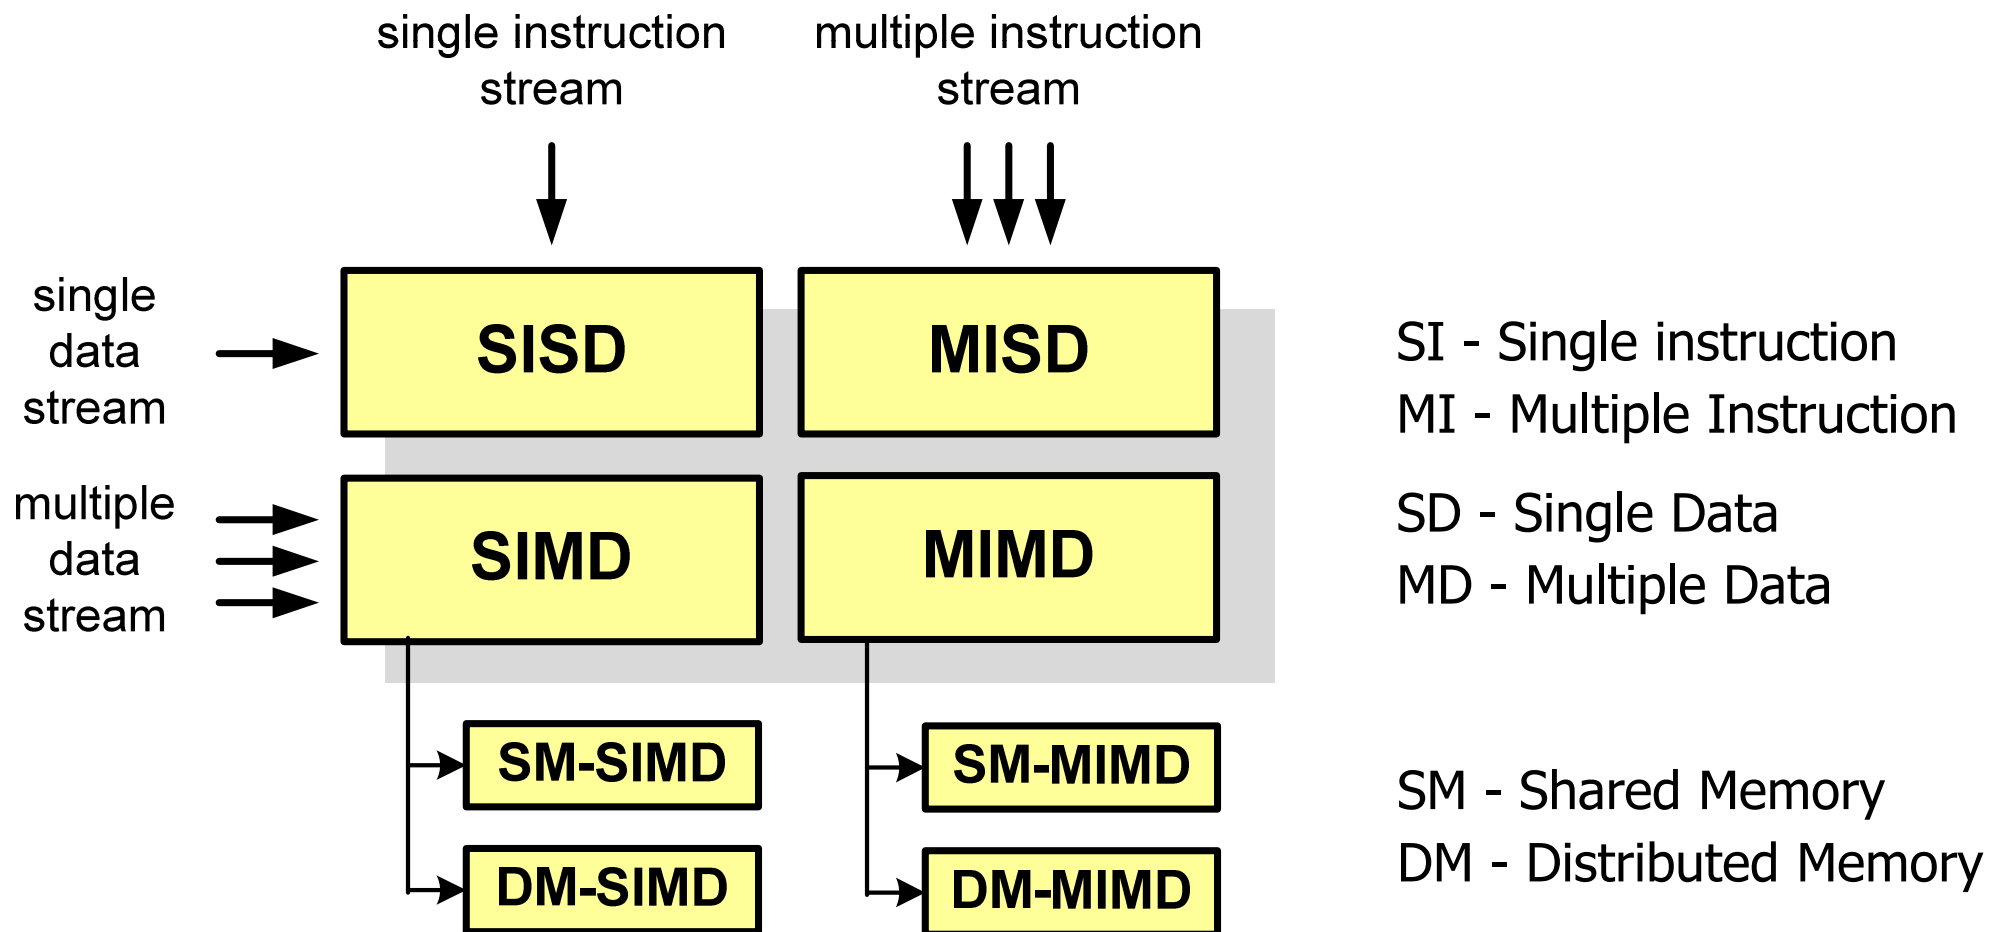 single instruction
stream
multiple instruction
stream
single
data
stream
SISD
MISD
SI - Single instruction
MI - Multiple Instruction
multiple
data
stream
SIMD
MIMD
SD - Single Data
MD - Multiple Data
SM-SIMD
SM-MIMD
SM - Shared Memory
DM-SIMD
DM-MIMD
DM - Distributed Memory